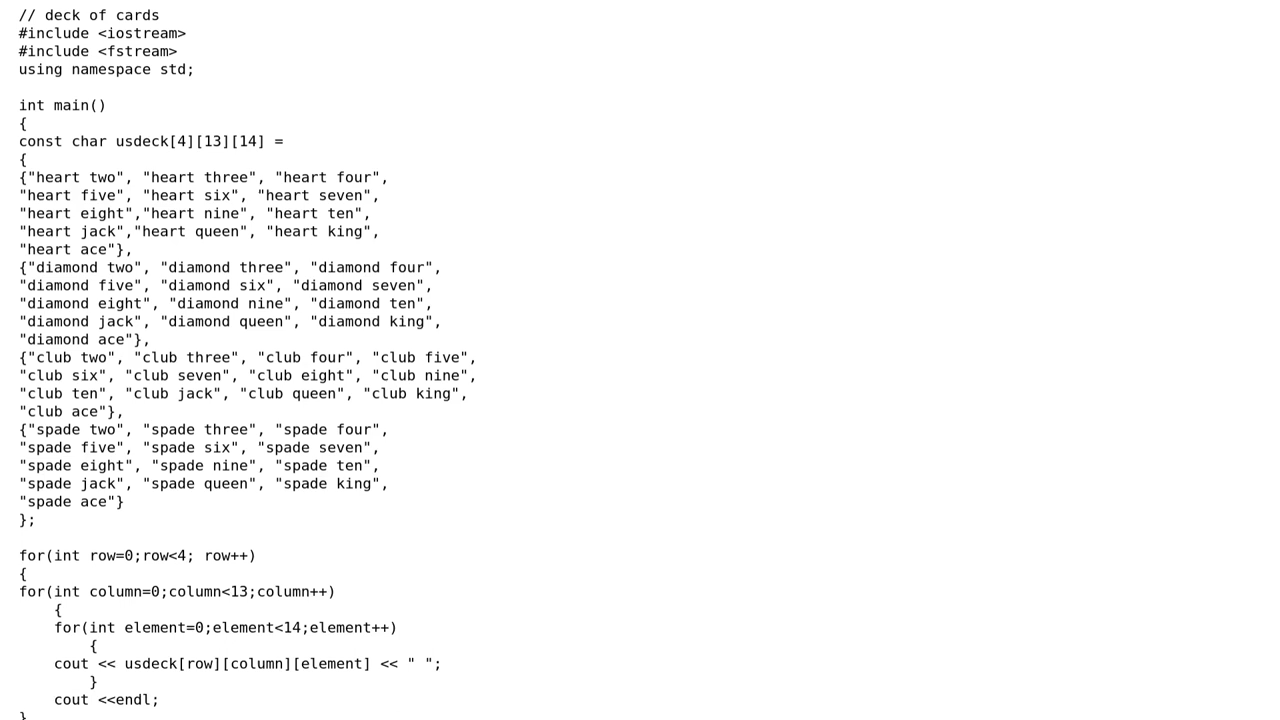 // deck of cards
#include <iostream>
#include <fstream>
using namespace std;

int main()
{
const char usdeck[4][13][14] =
{
{"heart two", "heart three", "heart four",
"heart five", "heart six", "heart seven",
"heart eight","heart nine", "heart ten",
"heart jack","heart queen", "heart king",
"heart ace"},
{"diamond two", "diamond three", "diamond four",
"diamond five", "diamond six", "diamond seven",
"diamond eight", "diamond nine", "diamond ten",
"diamond jack", "diamond queen", "diamond king",
"diamond ace"},
{"club two", "club three", "club four", "club five",
"club six", "club seven", "club eight", "club nine",
"club ten", "club jack", "club queen", "club king",
"club ace"},
{"spade two", "spade three", "spade four",
"spade five", "spade six", "spade seven",
"spade eight", "spade nine", "spade ten",
"spade jack", "spade queen", "spade king",
"spade ace"}
};

for(int row=0;row<4; row++)
{
for(int column=0;column<13;column++)
    {
    for(int element=0;element<14;element++)
        {
    cout << usdeck[row][column][element] << " ";
        }
    cout <<endl;
}